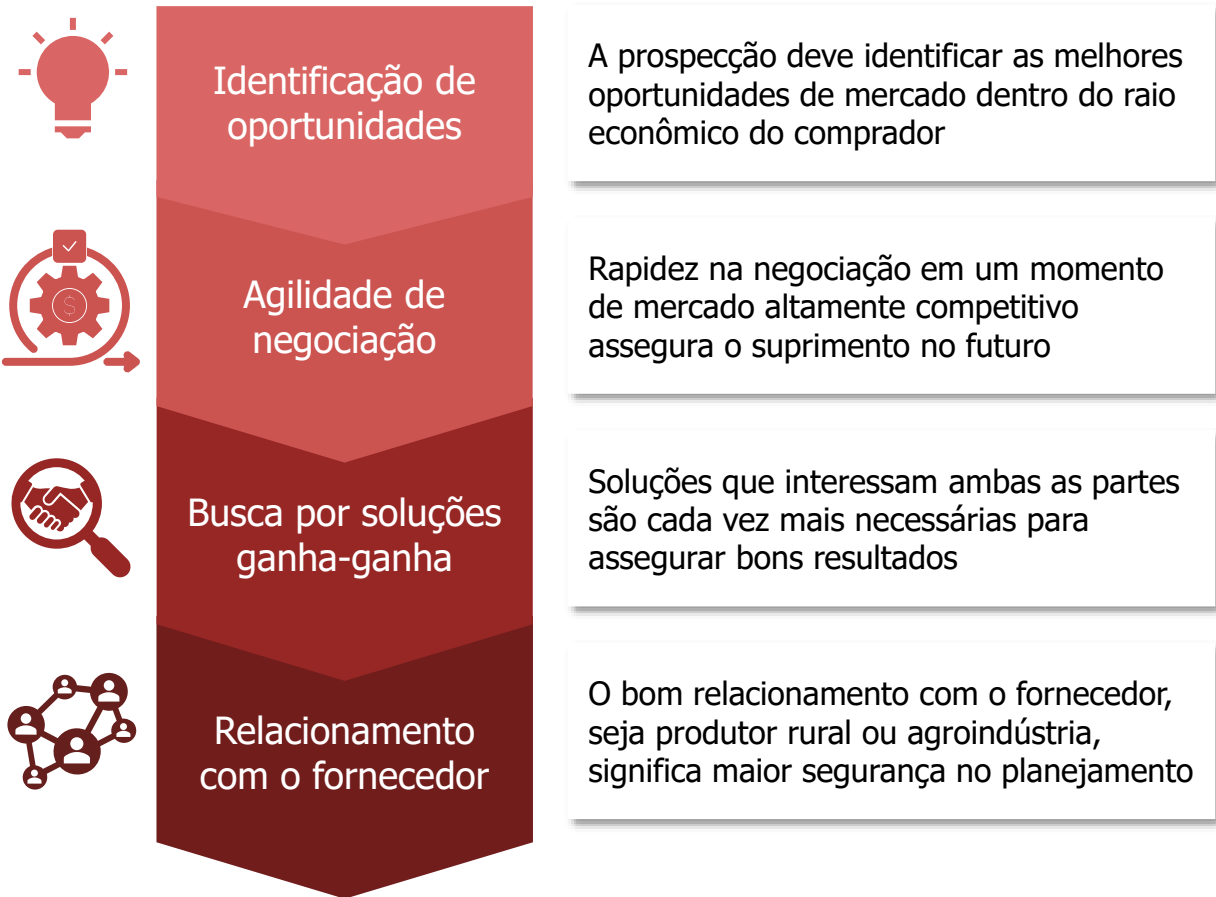 Identificação de
oportunidades
A prospecção deve identificar as melhores
oportunidades de mercado dentro do raio
econômico do comprador
Agilidade de
negociação
$
Rapidez na negociação em um momento
de mercado altamente competitivo
assegura o suprimento no futuro
Busca por soluções
ganha-ganha
Soluções que interessam ambas as partes
são cada vez mais necessárias para
assegurar bons resultados
Relacionamento
com o fornecedor
O bom relacionamento com o fornecedor,
seja produtor rural ou agroindústria,
significa maior segurança no planejamento